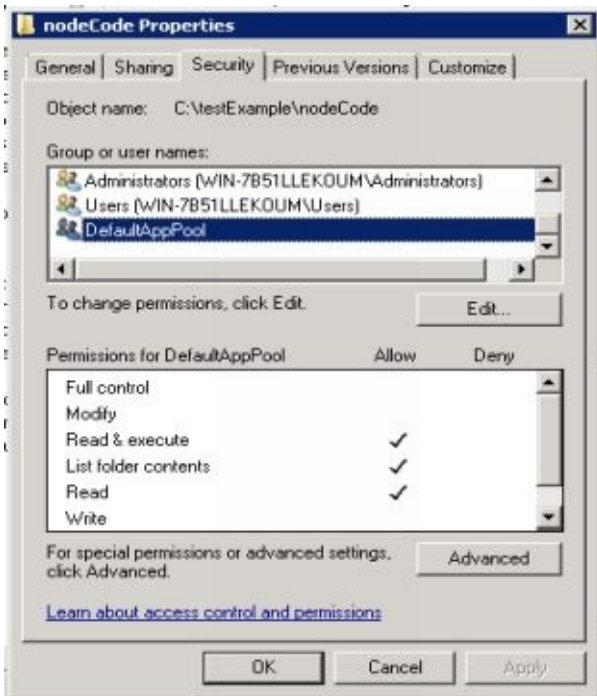 nodeCode Properties
General Sharing Security Previous Versions Customize
Object name: C:\testExample\nodeCode
Group or user names:
Administrators (WIN-7B51LLEKOUM\Administrators)
Users (WIN-7B51LLEKOUM\Users)
DefaultAppPool
To change permissions, click Edit.
Edit...
Permissions for DefaultAppPool Allow Deny
Full control
Modify
Read & execute
List folder contents
Read
Write
For special permissions or advanced settings,
click Advanced.
Advanced
Learn about access control and permissions
OK Cancel Apply